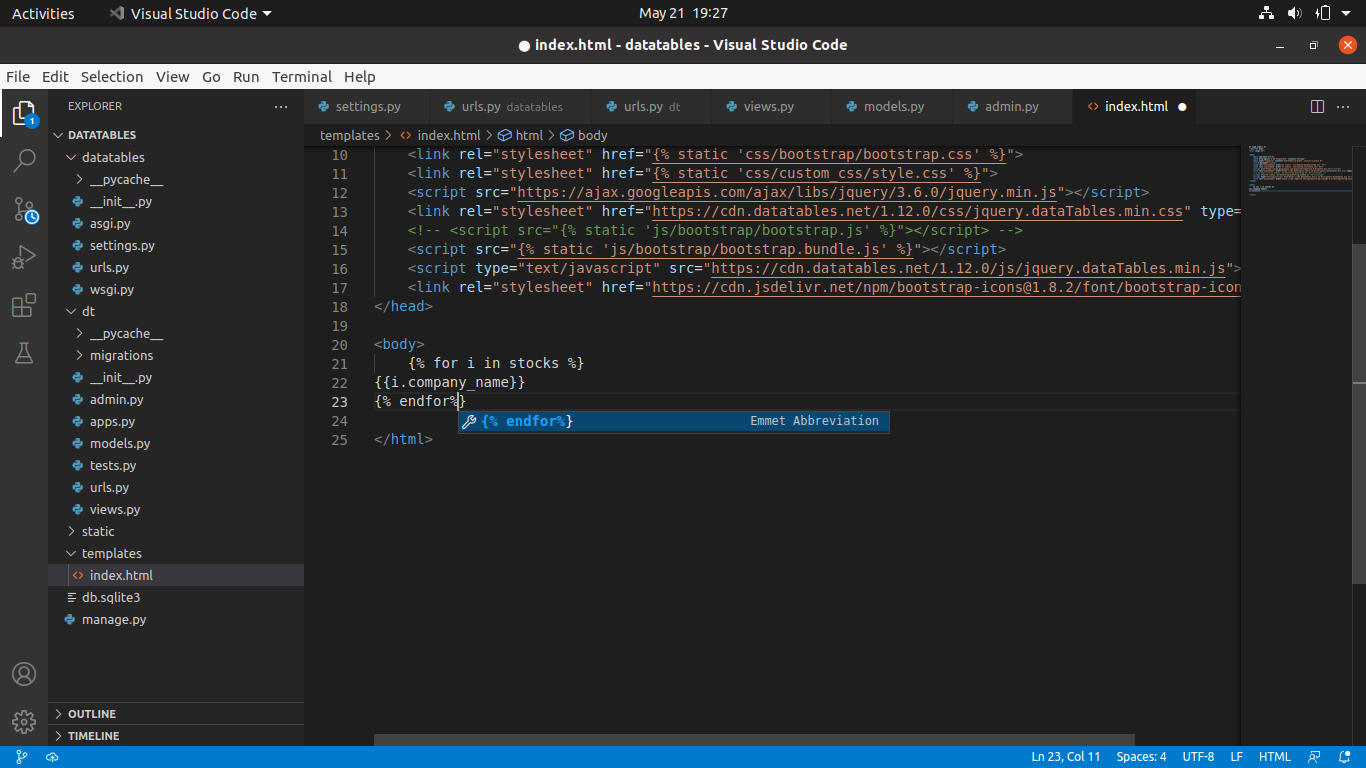 Activities Visual Studio Code May 21 19:27
● index.html - datatables - Visual Studio Code
File Edit Selection View Go Run Terminal Help
EXPLORER ···
1
DATATABLES
datatables
__pycache__
__init__.py
asgi.py
settings.py
urls.py
wsgi.py
dt
__pycache__
migrations
__init__.py
admin.py
apps.py
models.py
tests.py
urls.py
views.py
static
templates
index.html
db.sqlite3
manage.py
OUTLINE
TIMELINE
settings.py urls.py datatables urls.py dt views.py models.py admin.py index.html ● ···
templates > index.html > html > body
10 <link rel="stylesheet" href="{% static 'css/bootstrap/bootstrap.css' %}">
11 <link rel="stylesheet" href="{% static 'css/custom_css/style.css' %}">
12 <script src="https://ajax.googleapis.com/ajax/libs/jquery/3.6.0/jquery.min.js"></script>
13 <link rel="stylesheet" href="https://cdn.datatables.net/1.12.0/css/jquery.dataTables.min.css" type=
14 <!-- <script src="{% static 'js/bootstrap/bootstrap.js' %}"></script> -->
15 <script src="{% static 'js/bootstrap/bootstrap.bundle.js' %}"></script>
16 <script type="text/javascript" src="https://cdn.datatables.net/1.12.0/js/jquery.dataTables.min.js">
17 <link rel="stylesheet" href="https://cdn.jsdelivr.net/npm/bootstrap-icons@1.8.2/font/bootstrap-icon
18 </head>
19
20 <body>
21 {% for i in stocks %}
22 {{i.company_name}}
23 {% endfor%}
24 {% endfor%} Emmet Abbreviation
25 </html>
Ln 23, Col 11 Spaces: 4 UTF-8 LF HTML